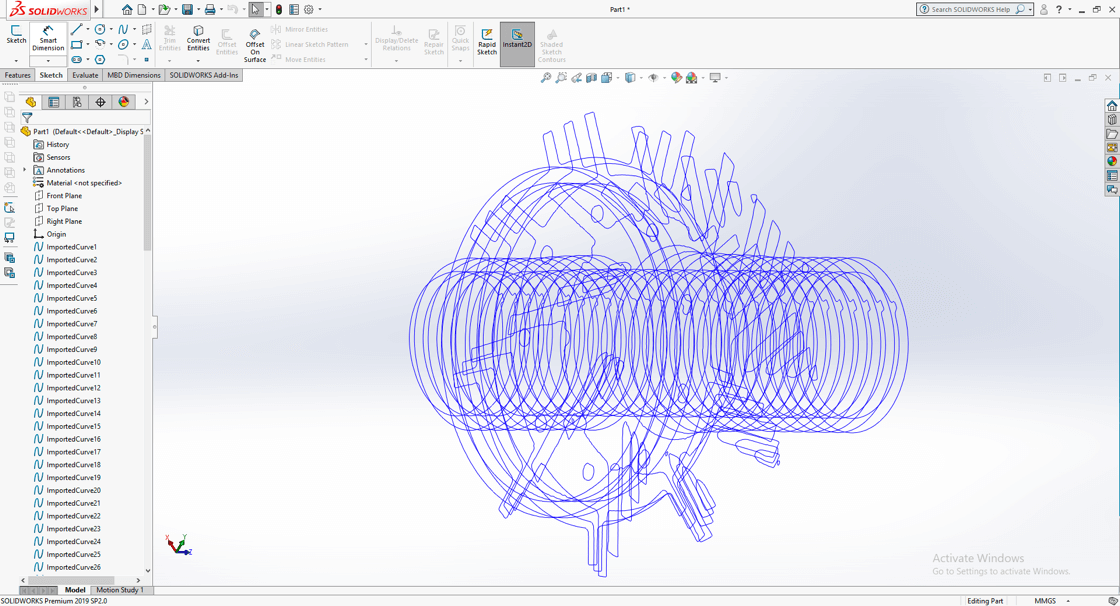 SOLIDWORKS
Part1 *
Search SOLIDWORKS Help
Sketch
Smart Dimension
Trim Entities
Convert Entities
Offset Entities
Offset On Surface
Mirror Entities
Linear Sketch Pattern
Move Entities
Display/Delete Relations
Repair Sketch
Quick Snaps
Rapid Sketch
Instant2D
Shaded Sketch Contours
Features
Sketch
Evaluate
MBD Dimensions
SOLIDWORKS Add-Ins
Part1 (Default<<Default>_Display S
History
Sensors
Annotations
Material <not specified>
Front Plane
Top Plane
Right Plane
Origin
ImportedCurve1
ImportedCurve2
ImportedCurve3
ImportedCurve4
ImportedCurve5
ImportedCurve6
ImportedCurve7
ImportedCurve8
ImportedCurve9
ImportedCurve10
ImportedCurve11
ImportedCurve12
ImportedCurve13
ImportedCurve14
ImportedCurve15
ImportedCurve16
ImportedCurve17
ImportedCurve18
ImportedCurve19
ImportedCurve20
ImportedCurve21
ImportedCurve22
ImportedCurve23
ImportedCurve24
ImportedCurve25
ImportedCurve26
X
Y
Z
Activate Windows
Go to Settings to activate Windows.
Model
Motion Study 1
SOLIDWORKS Premium 2019 SP2.0
Editing Part
MMGS